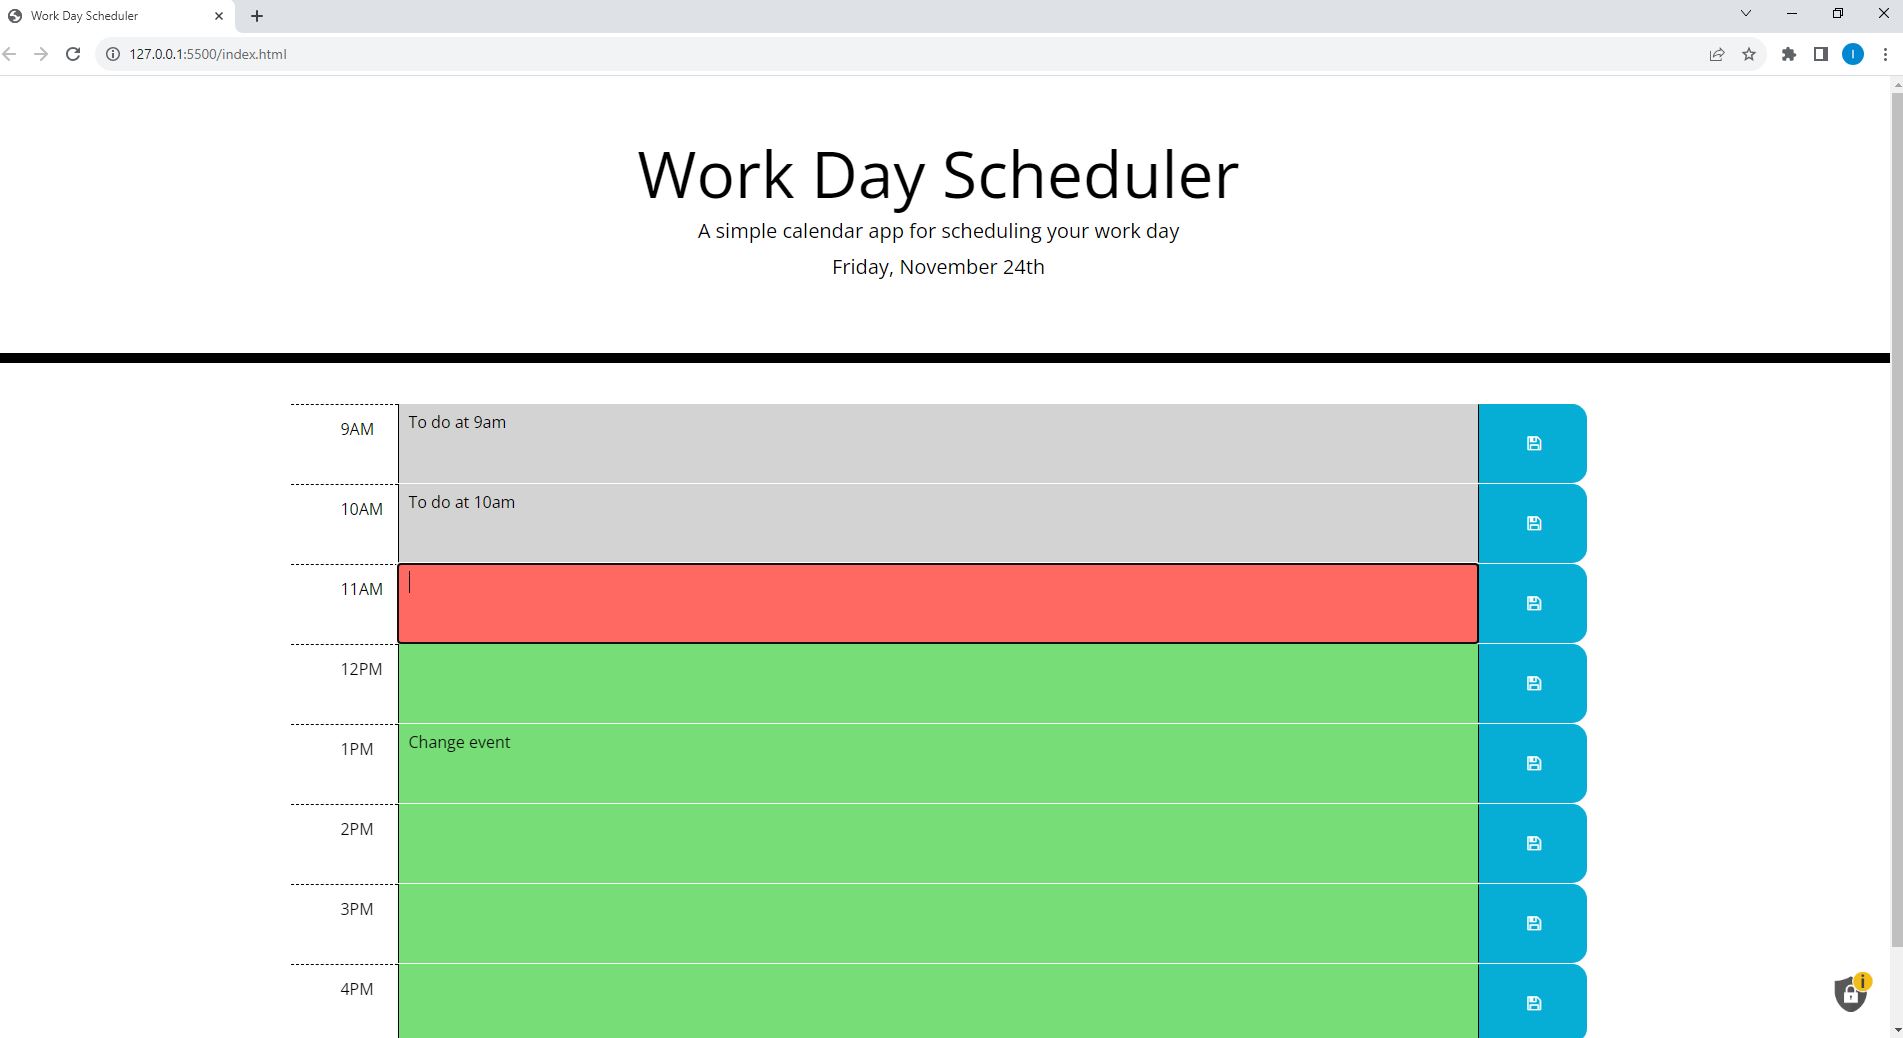 Work Day Scheduler
127.0.0.1:5500/index.html
I
Work Day Scheduler
A simple calendar app for scheduling your work day
Friday, November 24th
9AM To do at 9am
10AM To do at 10am
11AM
12PM
1PM Change event
2PM
3PM
4PM